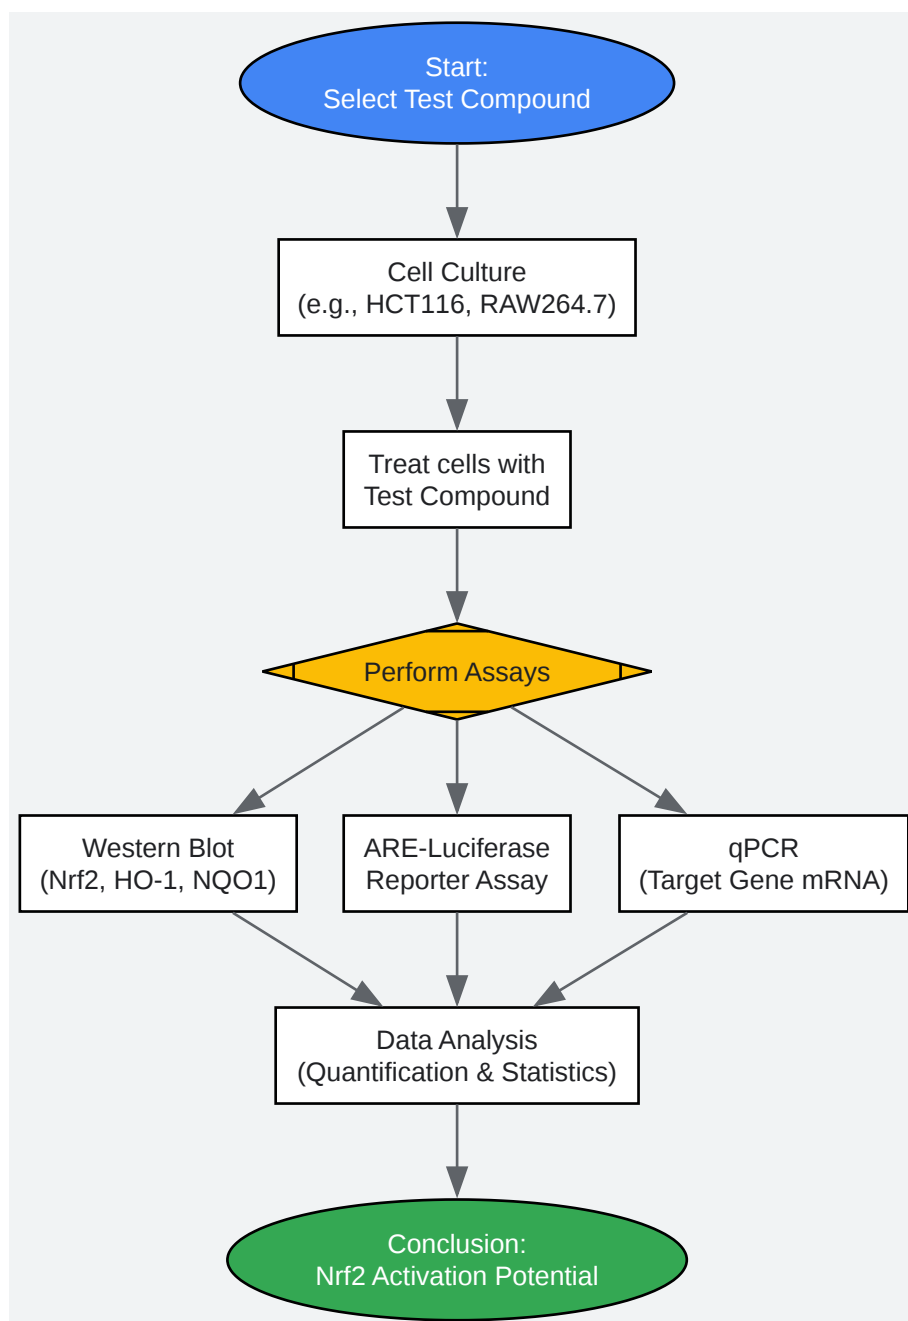 Start:
Select Test Compound
Cell Culture
(e.g., HCT116, RAW264.7)
Treat cells with
Test Compound
Perform Assays
Western Blot
(Nrf2, HO-1, NQO1)
ARE-Luciferase
Reporter Assay
qPCR
(Target Gene mRNA)
Data Analysis
(Quantification & Statistics)
Conclusion:
Nrf2 Activation Potential